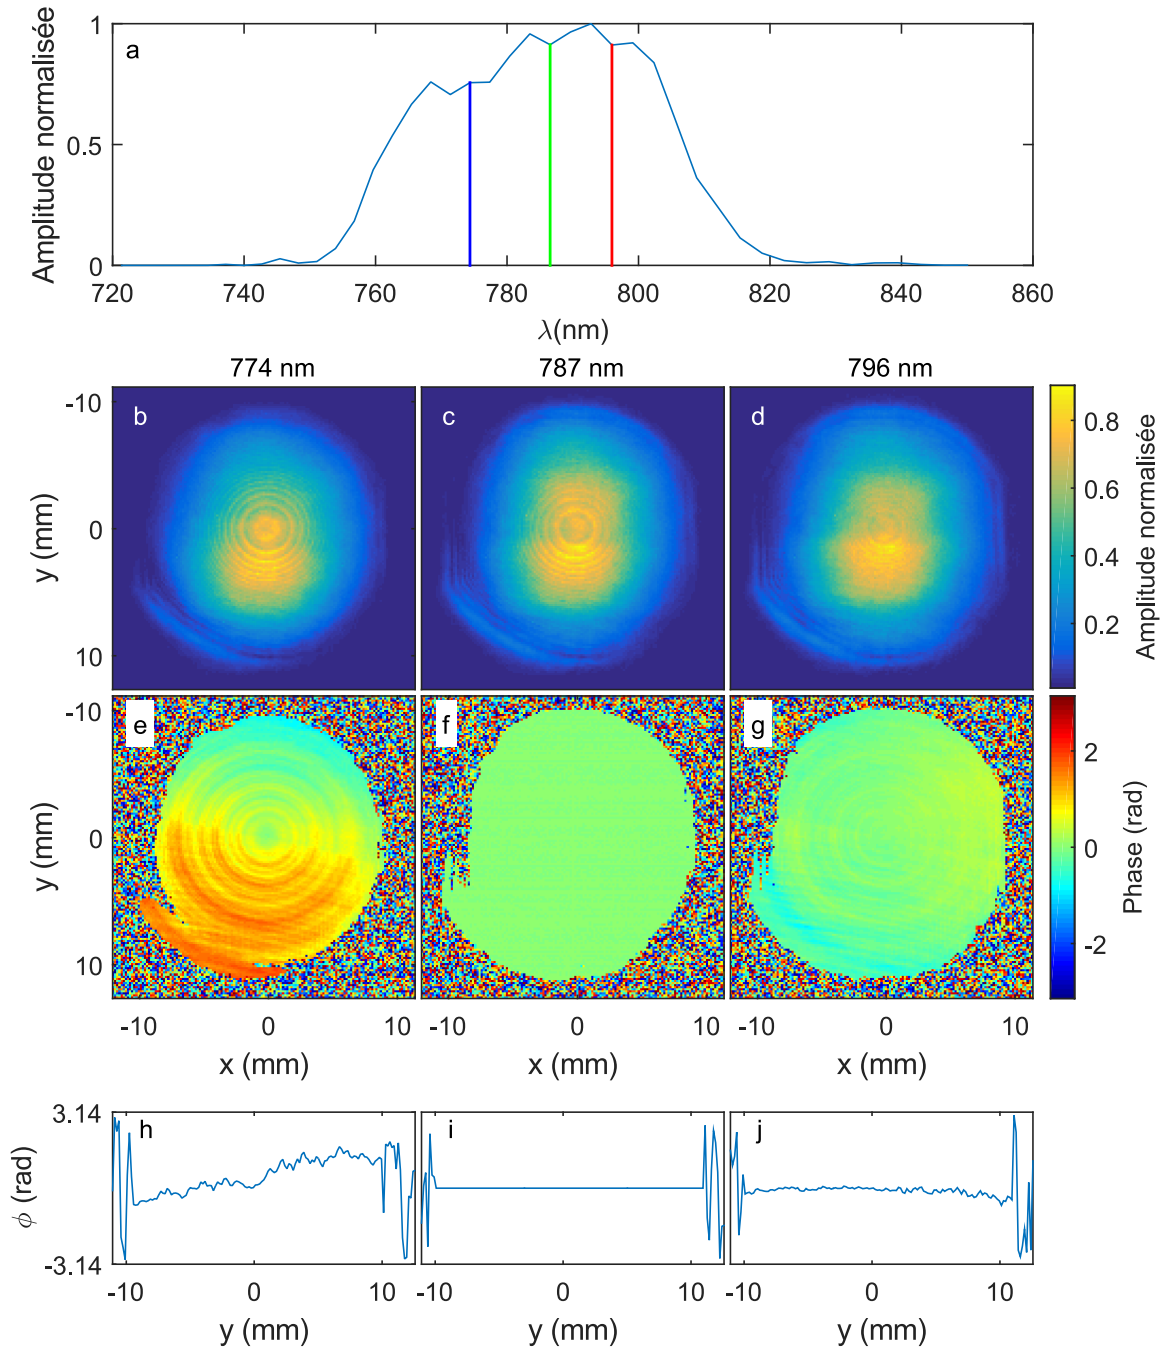 a
Amplitude normalisée
1
0.5
0
720 740 760 780 800 820 840 860
λ(nm)
774 nm 787 nm 796 nm
b c d
-10
0
10
y (mm)
0.8
0.6
0.4
0.2
Amplitude normalisée
e f g
-10
0
10
y (mm)
2
0
-2
Phase (rad)
-10 0 10 -10 0 10 -10 0 10
x (mm) x (mm) x (mm)
h i j
3.14
-3.14
ϕ (rad)
-10 0 10 -10 0 10 -10 0 10
y (mm) y (mm) y (mm)